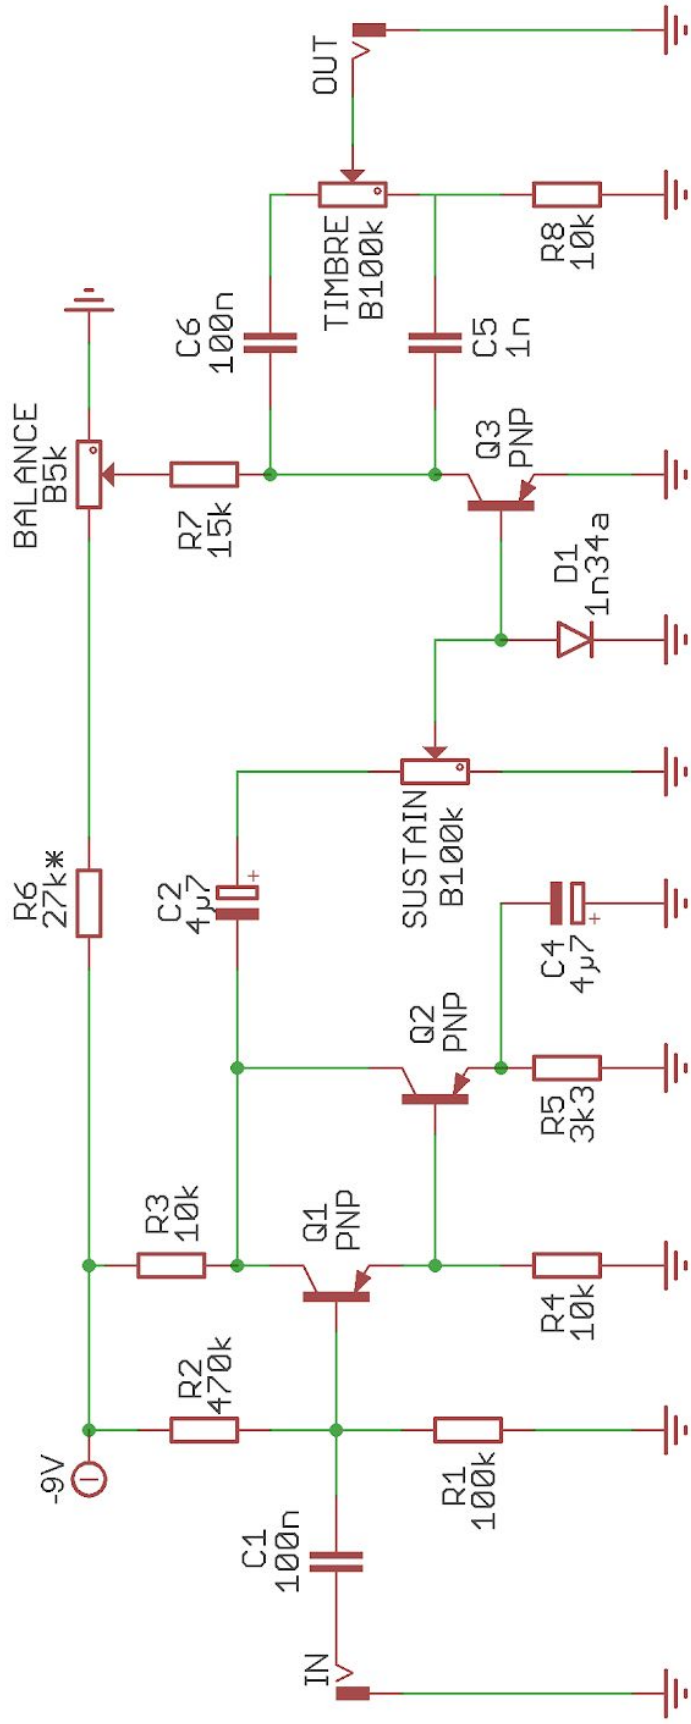 IN
C1
100n
-9V
R2
470k
R1
100k
R3
10k
Q1
PNP
R4
10k
Q2
PNP
R5
3k3
C4
4µ7
C2
4µ7
R6
27k*
SUSTAIN
B100k
D1
1n34a
Q3
PNP
BALANCE
B5k
R7
15k
C6
100n
C5
1n
TIMBRE
B100k
R8
10k
OUT
+
+